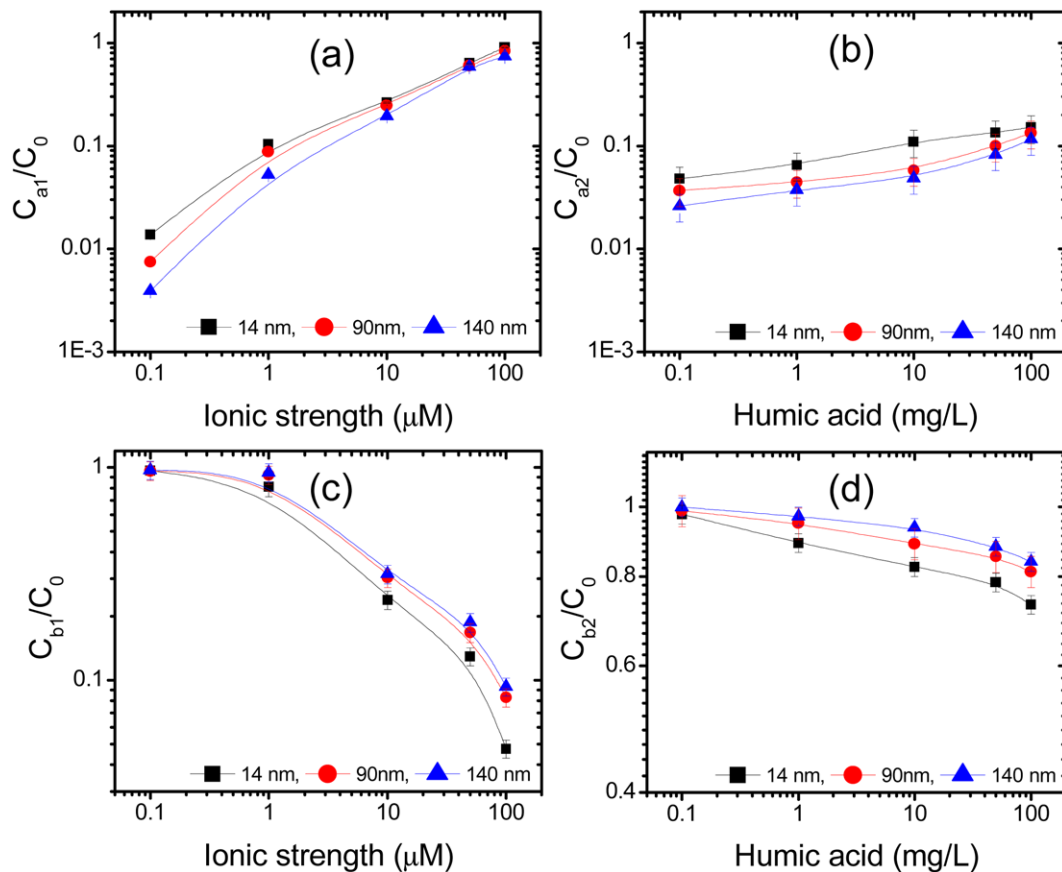 (a)
C_a1/C_0
1
0.1
0.01
1E-3
14 nm, 90nm, 140 nm
0.1 1 10 100
Ionic strength (μM)
(b)
C_a2/C_0
1
0.1
0.01
1E-3
14 nm, 90nm, 140 nm
0.1 1 10 100
Humic acid (mg/L)
(c)
C_b1/C_0
1
0.1
14 nm, 90nm, 140 nm
0.1 1 10 100
Ionic strength (μM)
(d)
C_b2/C_0
1
0.8
0.6
0.4
14 nm, 90nm, 140 nm
0.1 1 10 100
Humic acid (mg/L)